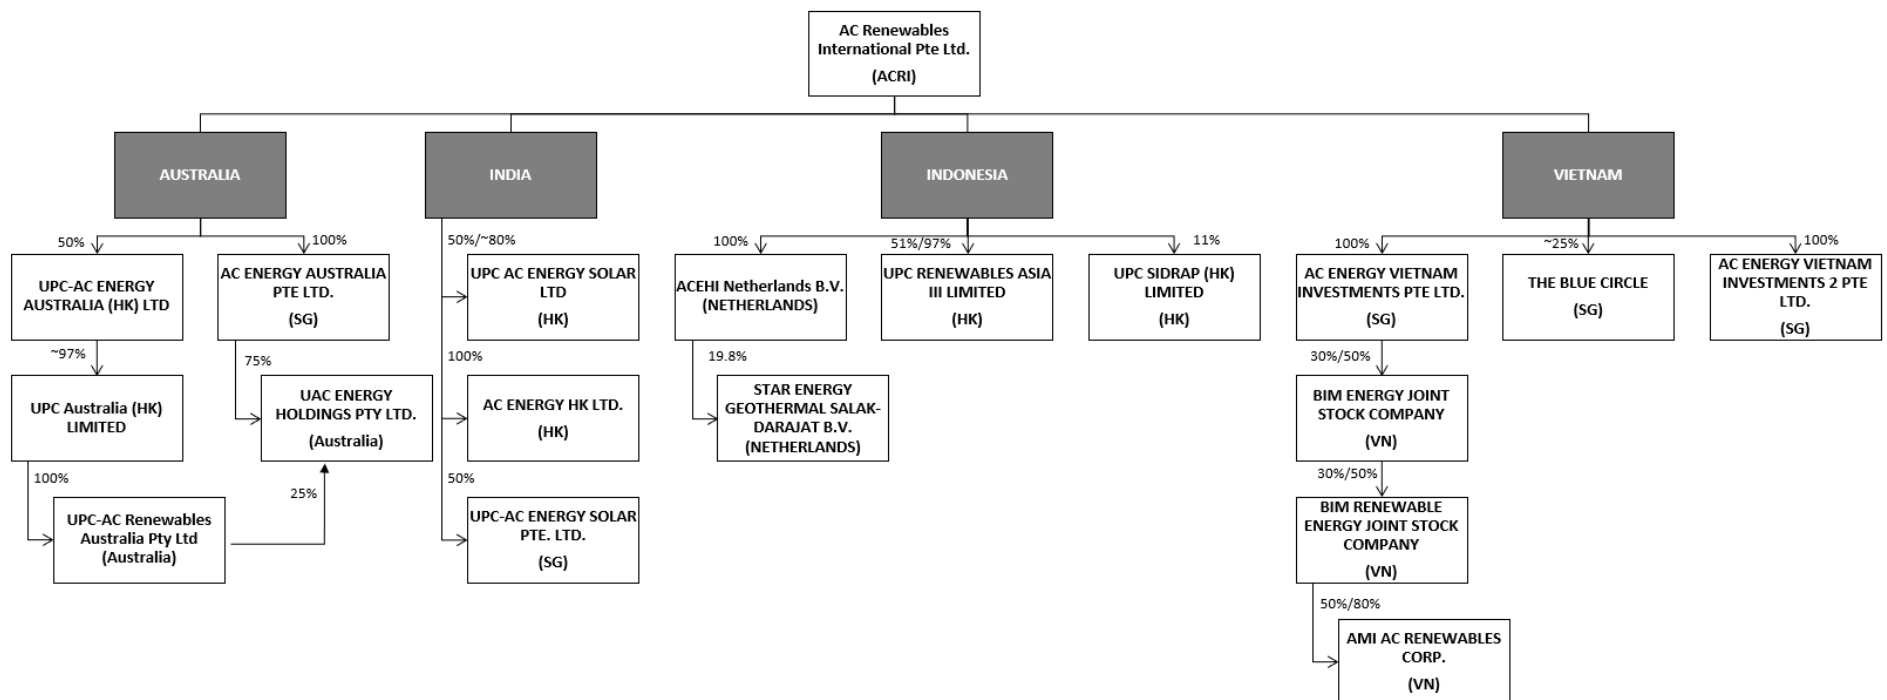 AC Renewables
International Pte Ltd.
(ACRI)
AUSTRALIA
INDIA
INDONESIA
VIETNAM
50%
100%
UPC-AC ENERGY
AUSTRALIA (HK) LTD
AC ENERGY AUSTRALIA
PTE LTD.
(SG)
~97%
75%
UPC Australia (HK)
LIMITED
UAC ENERGY
HOLDINGS PTY LTD.
(Australia)
100%
25%
UPC-AC Renewables
Australia Pty Ltd
(Australia)
50%/~80%
UPC AC ENERGY SOLAR
LTD
(HK)
100%
AC ENERGY HK LTD.
(HK)
50%
UPC-AC ENERGY SOLAR
PTE. LTD.
(SG)
100%
51%/97%
11%
ACEHI Netherlands B.V.
(NETHERLANDS)
UPC RENEWABLES ASIA
III LIMITED
(HK)
UPC SIDRAP (HK)
LIMITED
(HK)
19.8%
STAR ENERGY
GEOTHERMAL SALAK-
DARAJAT B.V.
(NETHERLANDS)
100%
~25%
100%
AC ENERGY VIETNAM
INVESTMENTS PTE LTD.
(SG)
THE BLUE CIRCLE
(SG)
AC ENERGY VIETNAM
INVESTMENTS 2 PTE
LTD.
(SG)
30%/50%
BIM ENERGY JOINT
STOCK COMPANY
(VN)
30%/50%
BIM RENEWABLE
ENERGY JOINT STOCK
COMPANY
(VN)
50%/80%
AMI AC RENEWABLES
CORP.
(VN)